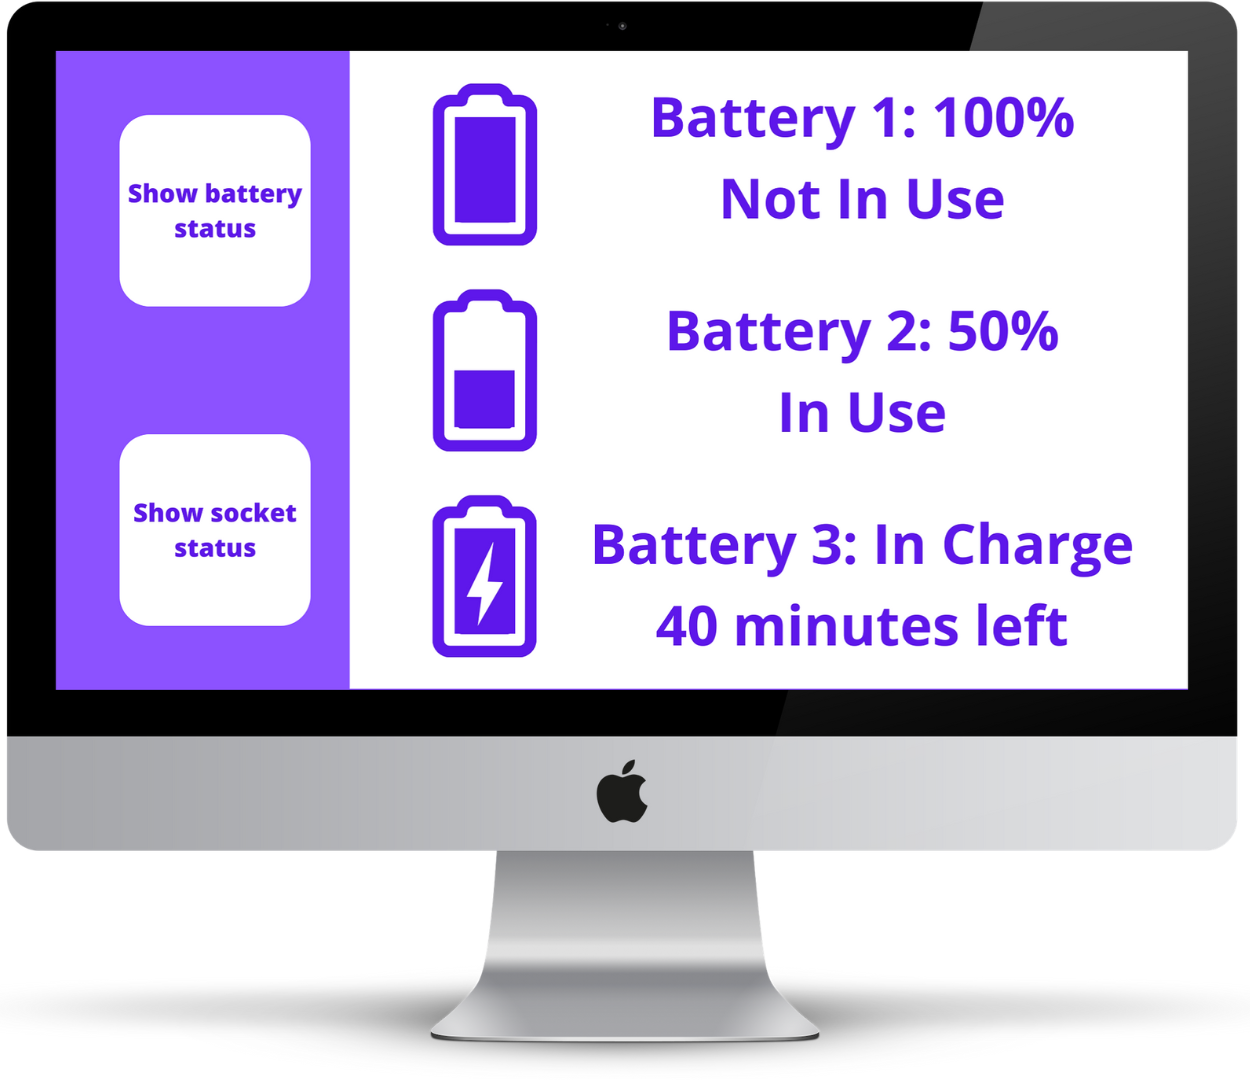 Show battery
status
Show socket
status
Battery 1: 100%
Not In Use
Battery 2: 50%
In Use
Battery 3: In Charge
40 minutes left